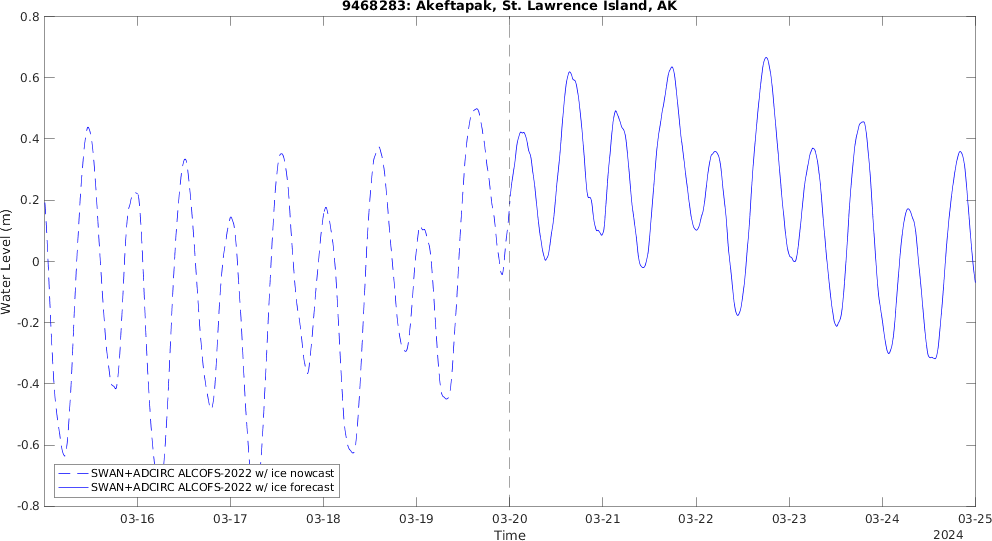 9468283: Akeftapak, St. Lawrence Island, AK
0.8
0.6
0.4
0.2
0
-0.2
-0.4
-0.6
-0.8
Water Level (m)
SWAN+ADCIRC ALCOFS-2022 w/ ice nowcast
SWAN+ADCIRC ALCOFS-2022 w/ ice forecast
03-16 03-17 03-18 03-19 03-20 03-21 03-22 03-23 03-24 03-25
Time
2024